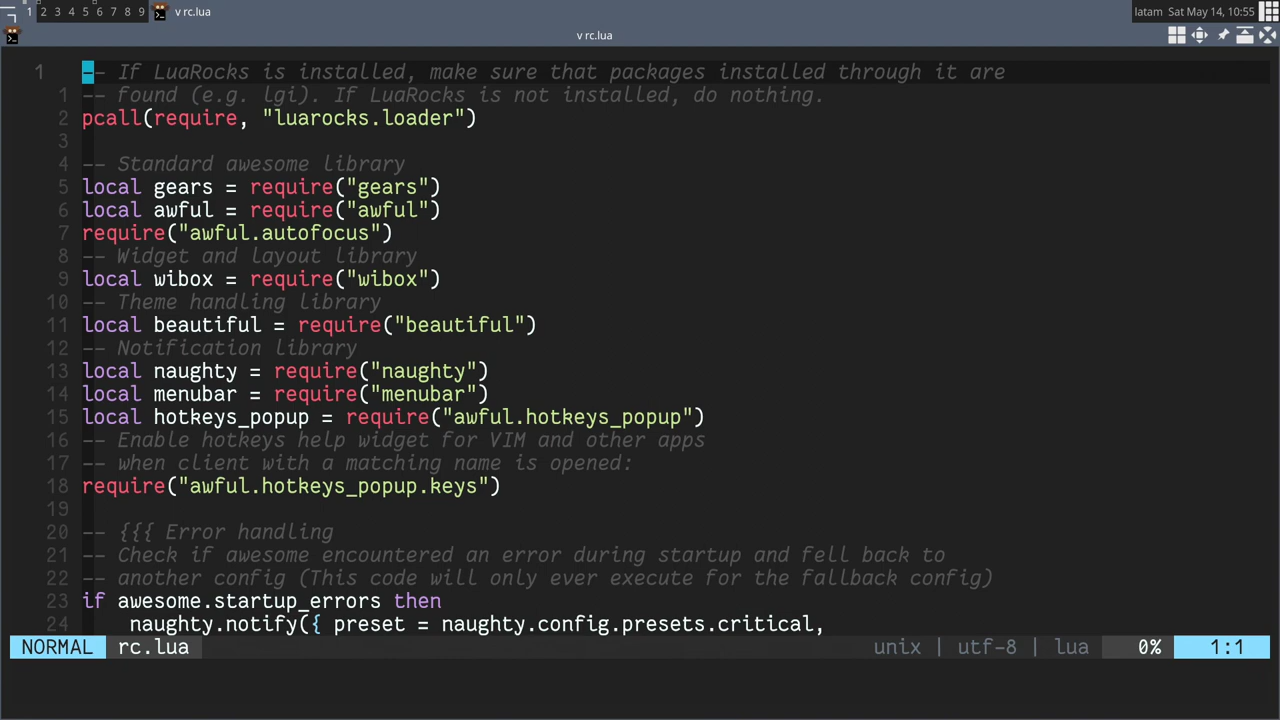 1 2 3 4 5 6 7 8 9 v rc.lua latam Sat May 14, 10:55
v rc.lua
1 -- If LuaRocks is installed, make sure that packages installed through it are
1 -- found (e.g. lgi). If LuaRocks is not installed, do nothing.
2 pcall(require, "luarocks.loader")
3
4 -- Standard awesome library
5 local gears = require("gears")
6 local awful = require("awful")
7 require("awful.autofocus")
8 -- Widget and layout library
9 local wibox = require("wibox")
10 -- Theme handling library
11 local beautiful = require("beautiful")
12 -- Notification library
13 local naughty = require("naughty")
14 local menubar = require("menubar")
15 local hotkeys_popup = require("awful.hotkeys_popup")
16 -- Enable hotkeys help widget for VIM and other apps
17 -- when client with a matching name is opened:
18 require("awful.hotkeys_popup.keys")
19
20 -- {{{ Error handling
21 -- Check if awesome encountered an error during startup and fell back to
22 -- another config (This code will only ever execute for the fallback config)
23 if awesome.startup_errors then
24     naughty.notify({ preset = naughty.config.presets.critical,
NORMAL rc.lua unix | utf-8 | lua 0% 1:1